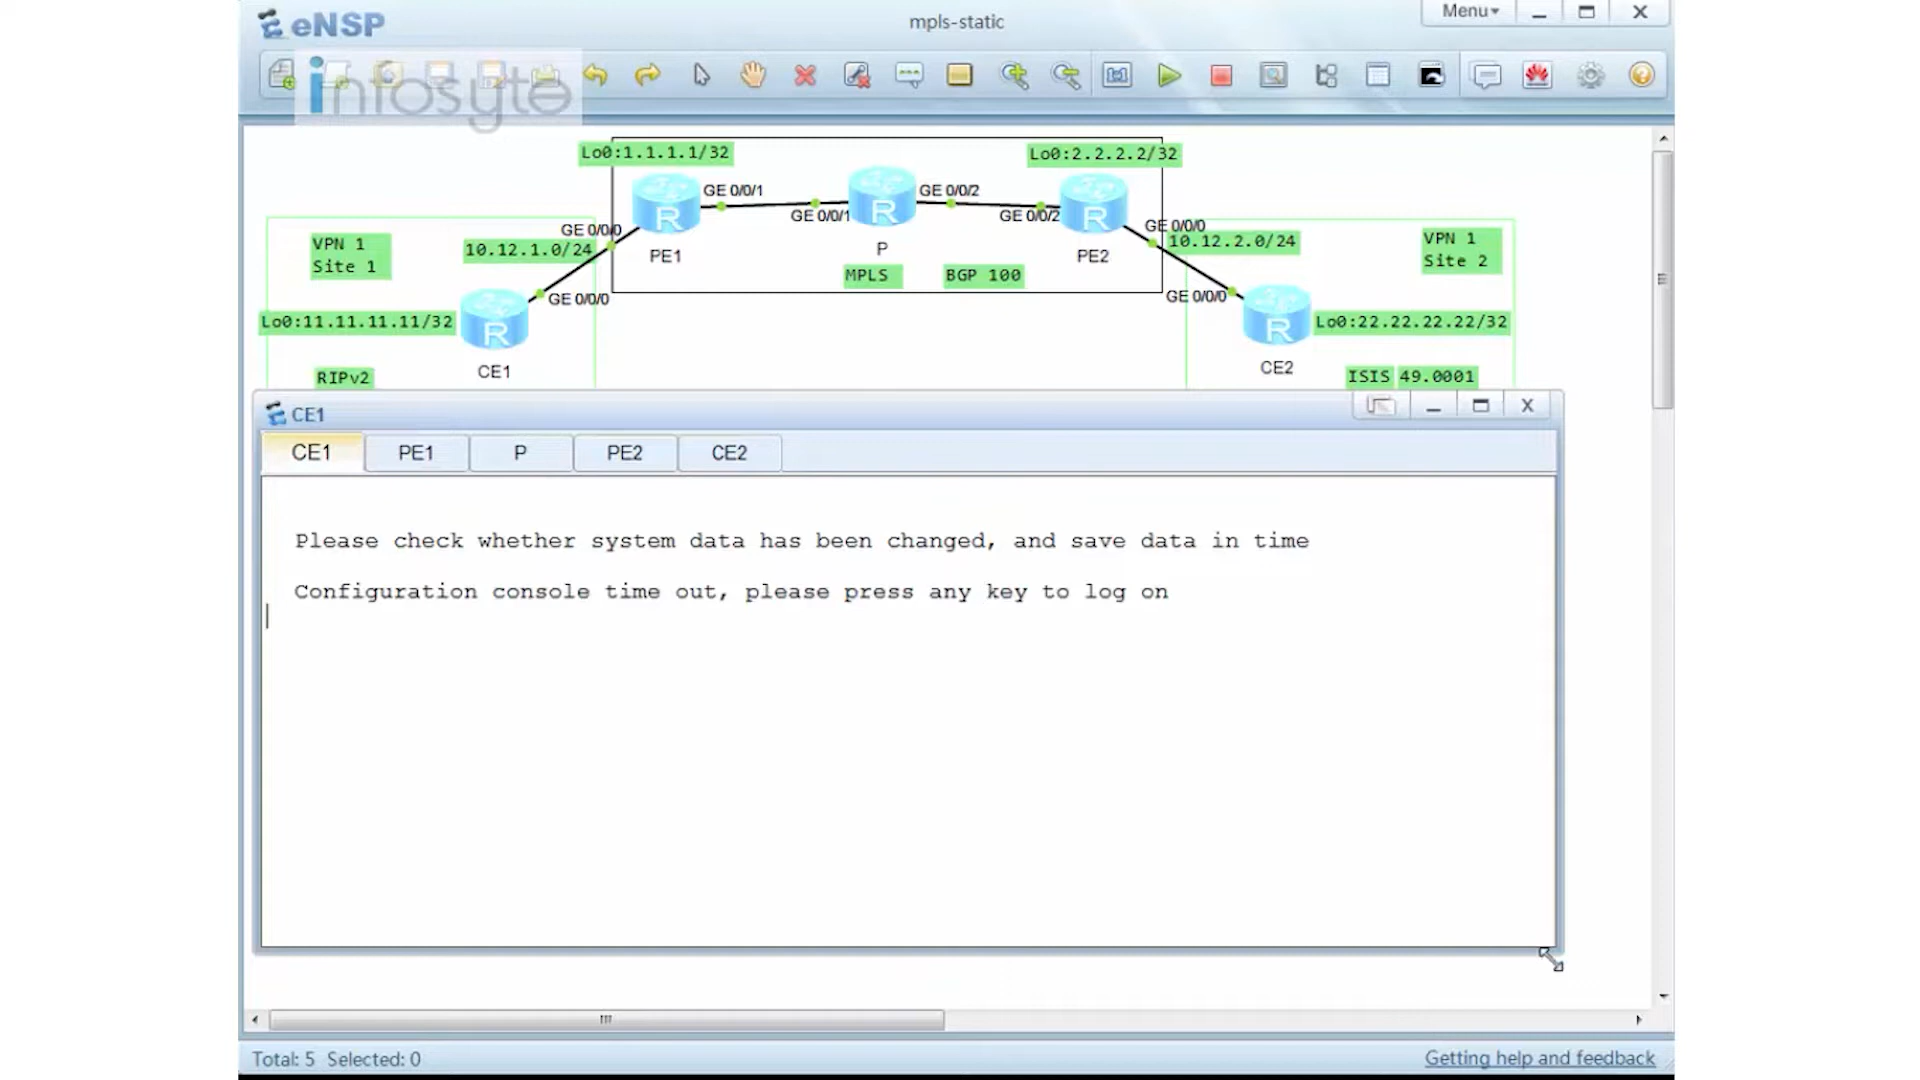 eNSP
mpls-static
Menu
infosyte
Lo0:1.1.1.1/32
Lo0:2.2.2.2/32
GE 0/0/1
GE 0/0/2
GE 0/0/1
GE 0/0/2
GE 0/0/0
GE 0/0/0
VPN 1
Site 1
10.12.1.0/24
R
PE1
R
P
R
PE2
10.12.2.0/24
VPN 1
Site 2
MPLS
BGP 100
GE 0/0/0
GE 0/0/0
Lo0:11.11.11.11/32
R
R
Lo0:22.22.22.22/32
CE1
CE2
RIPv2
ISIS
49.0001
CE1
CE1
PE1
P
PE2
CE2
Please check whether system data has been changed, and save data in time
Configuration console time out, please press any key to log on
Total: 5 Selected: 0
Getting help and feedback